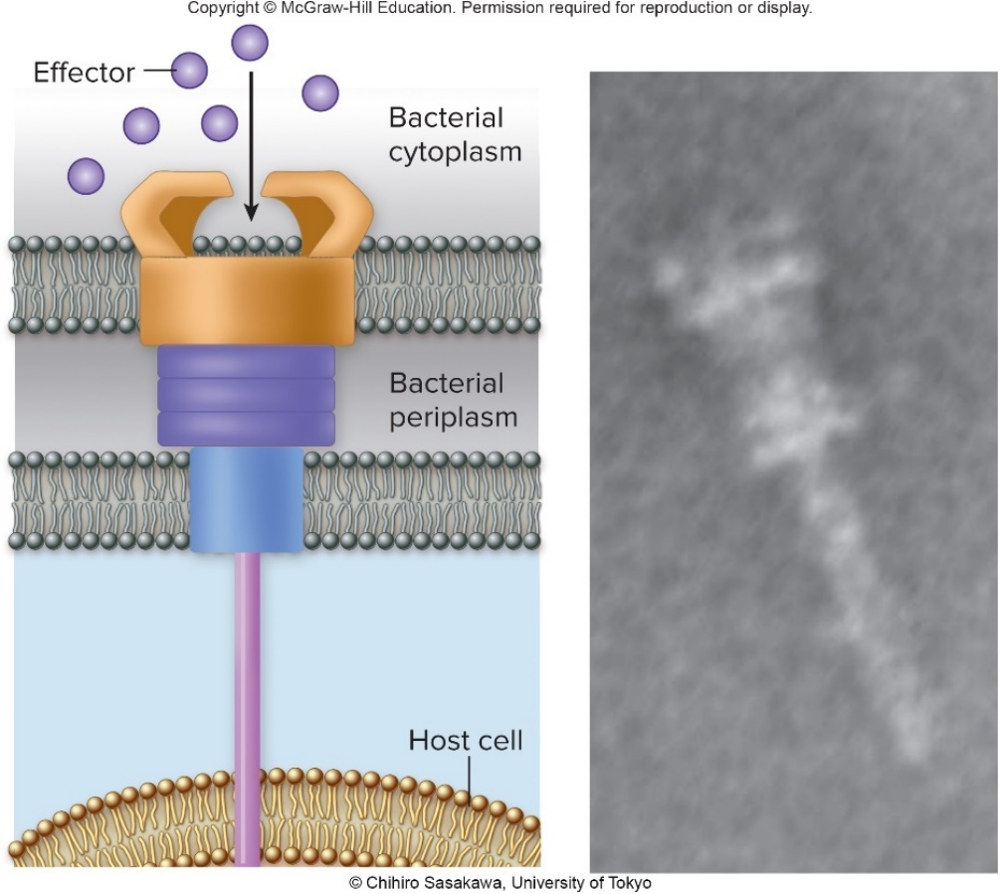 Copyright © McGraw-Hill Education. Permission required for reproduction or display.
Effector
Bacterial
cytoplasm
Bacterial
periplasm
Host cell
© Chihiro Sasakawa, University of Tokyo